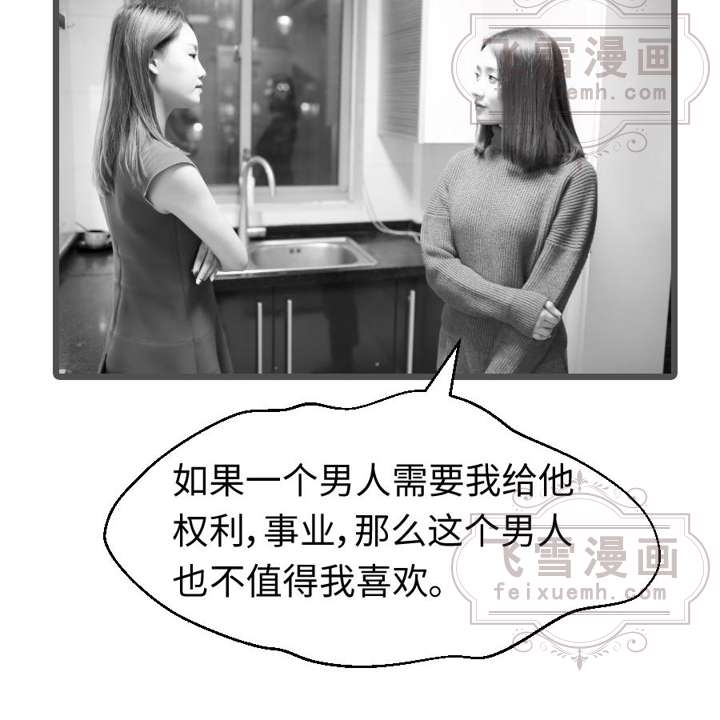 飞雪漫画
feixuemh.com
如果一个男人需要我给他
权利，事业，那么这个男人
也不值得我喜欢。
飞雪漫画
feixuemh.com